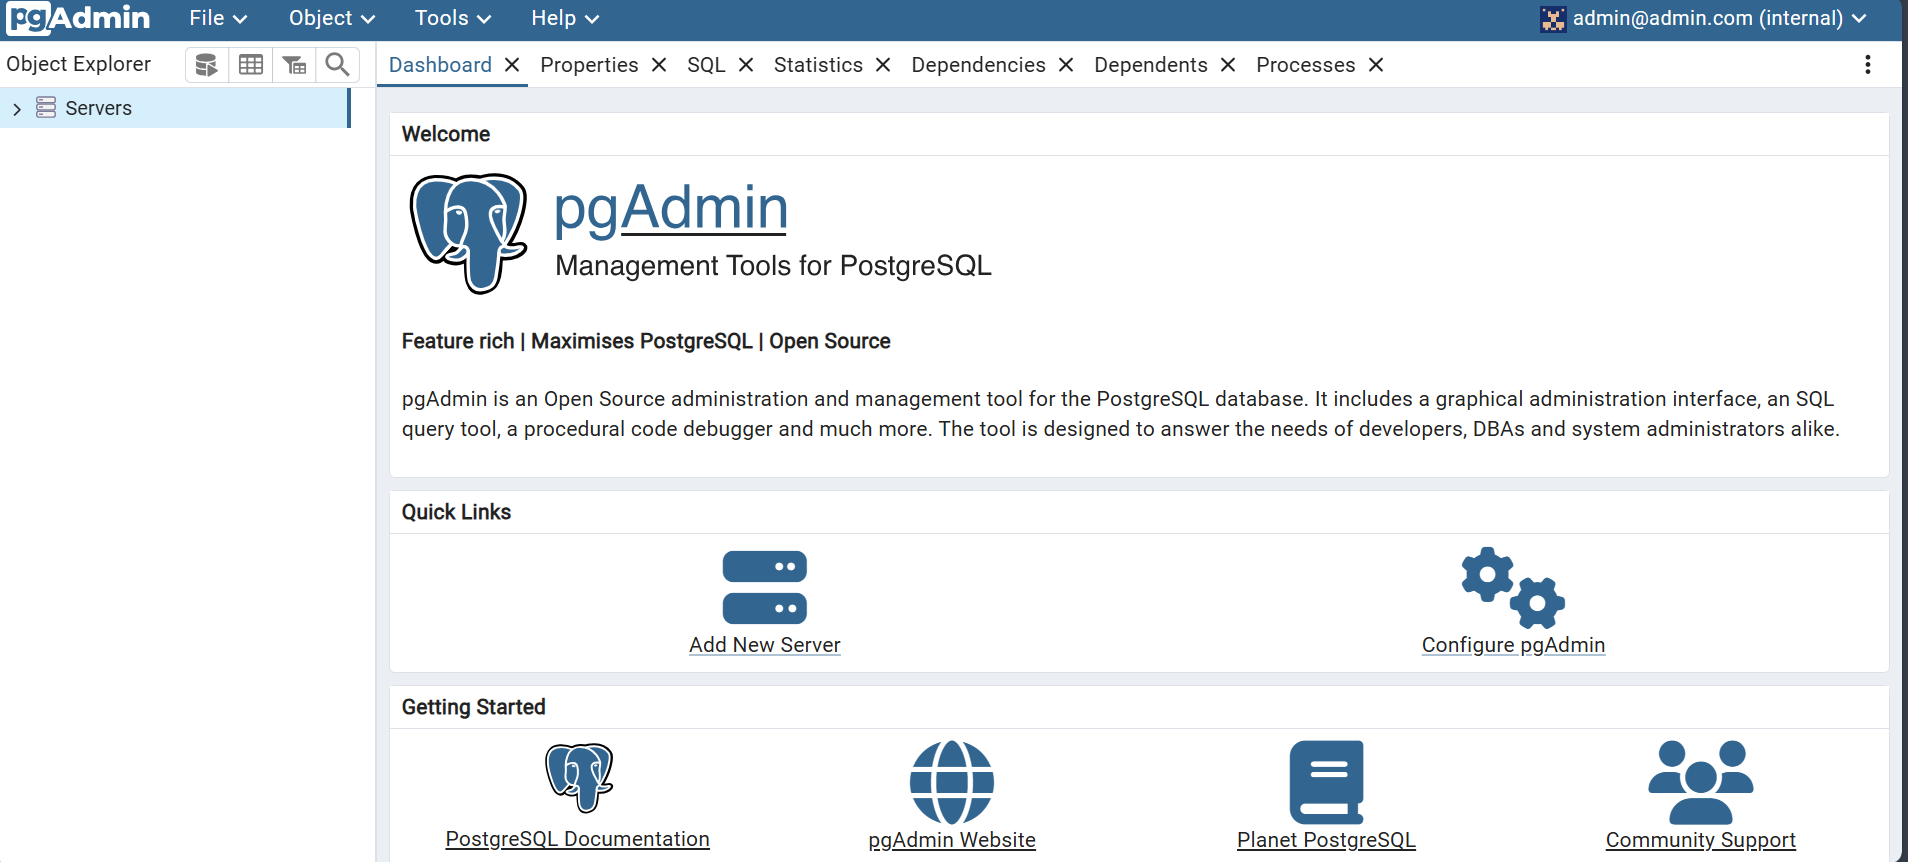 pgAdmin File Object Tools Help admin@admin.com (internal)
Object Explorer Dashboard Properties SQL Statistics Dependencies Dependents Processes
Servers
Welcome
pgAdmin
Management Tools for PostgreSQL
Feature rich | Maximises PostgreSQL | Open Source
pgAdmin is an Open Source administration and management tool for the PostgreSQL database. It includes a graphical administration interface, an SQL
query tool, a procedural code debugger and much more. The tool is designed to answer the needs of developers, DBAs and system administrators alike.
Quick Links
Add New Server Configure pgAdmin
Getting Started
PostgreSQL Documentation pgAdmin Website Planet PostgreSQL Community Support